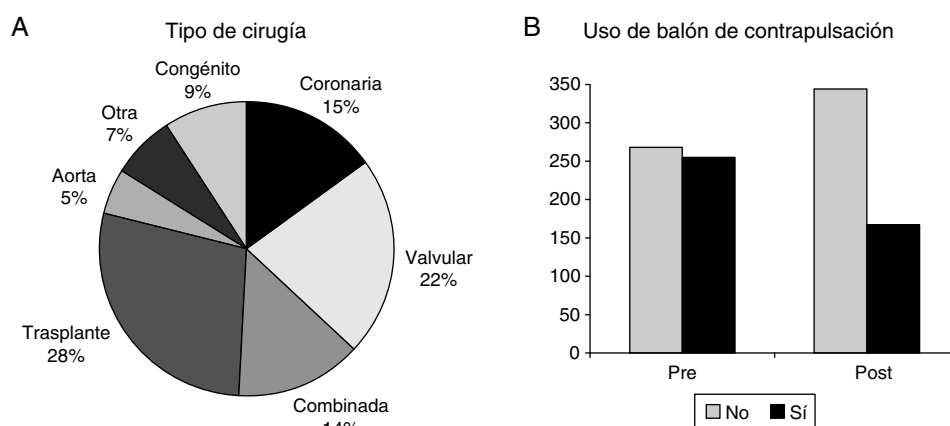 A
Tipo de cirugía
Congénito
9%
Coronaria
15%
Otra
7%
Aorta
5%
Valvular
22%
Trasplante
28%
Combinada
14%
B
Uso de balón de contrapulsación
350
300
250
200
150
100
50
0
Pre
Post
No
Sí